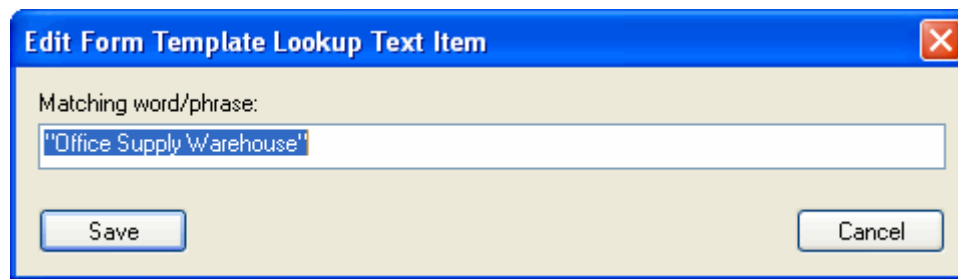 Edit Form Template Lookup Text Item
Matching word/phrase:
"Office Supply Warehouse"
Save Cancel